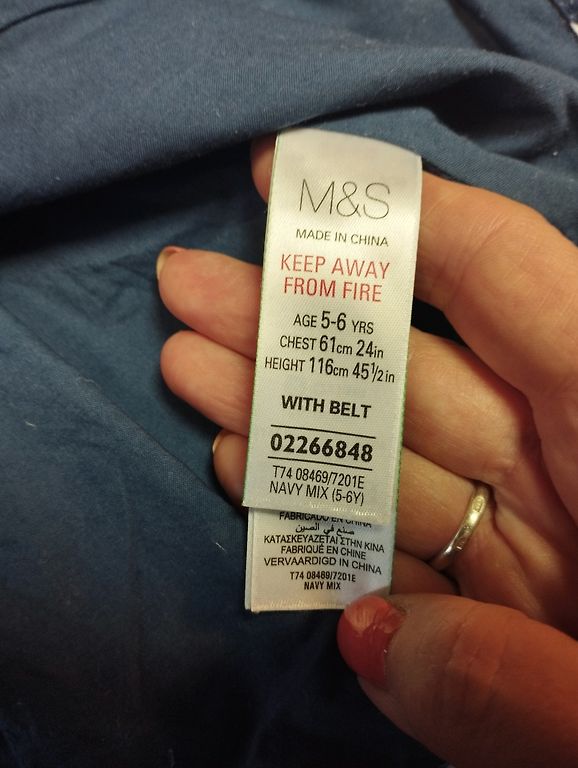 M&S
MADE IN CHINA
KEEP AWAY
FROM FIRE
AGE 5-6 YRS
CHEST 61cm 24in
HEIGHT 116cm 45½in
WITH BELT
02266848
T74 08469/7201E
NAVY MIX (5-6Y)
FABRICADO EN CHINA
صنع في الصين
ΚΑΤΑΣΚΕΥΑΖΕΤΑΙ ΣΤΗΝ ΚΙΝΑ
FABRIQUÉ EN CHINE
VERVAARDIGD IN CHINA
T74 08469/7201E
NAVY MIX